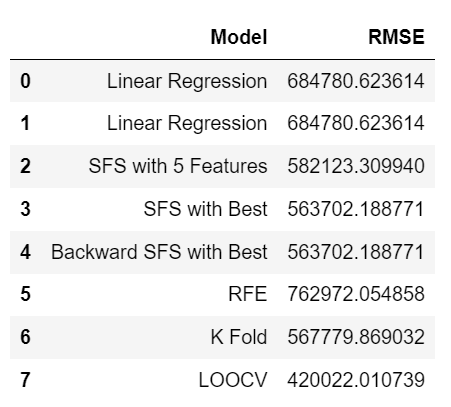 Model RMSE
0 Linear Regression 684780.623614
1 Linear Regression 684780.623614
2 SFS with 5 Features 582123.309940
3 SFS with Best 563702.188771
4 Backward SFS with Best 563702.188771
5 RFE 762972.054858
6 K Fold 567779.869032
7 LOOCV 420022.010739